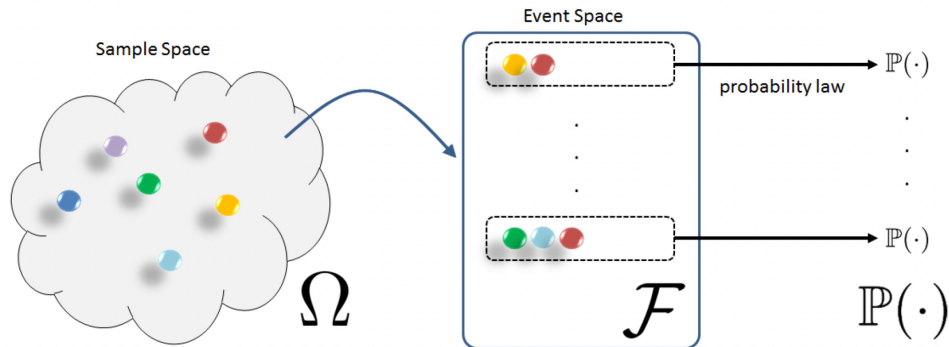 Sample Space
Event Space
ℙ(·)
probability law
ℙ(·)
Ω
ℱ
ℙ(·)